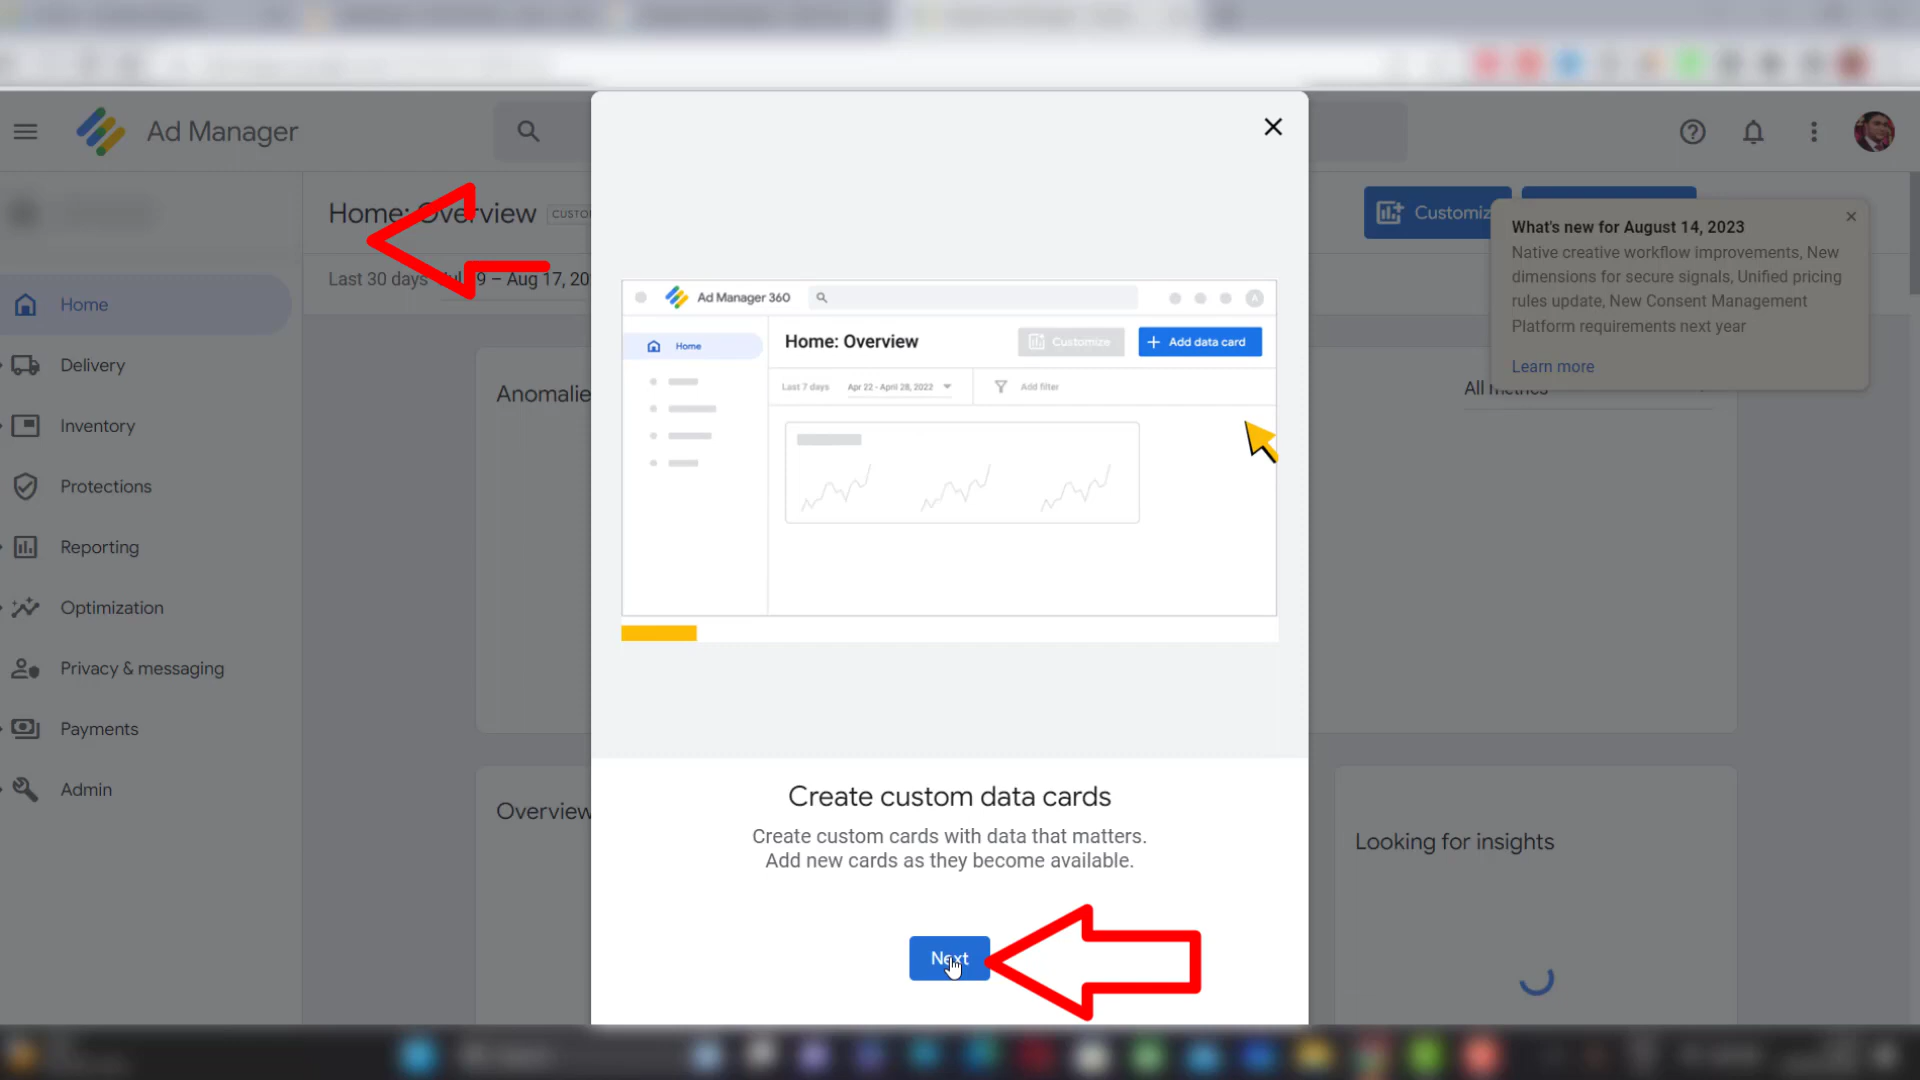 Ad Manager
Home: Overview
CUSTO
Customiz
Last 30 days
9 – Aug 17, 20
What's new for August 14, 2023
Native creative workflow improvements, New
dimensions for secure signals, Unified pricing
rules update, New Consent Management
Platform requirements next year
Learn more
All metrics
Home
Delivery
Inventory
Protections
Reporting
Optimization
Privacy & messaging
Payments
Admin
Anomalie
Overview
Looking for insights
Ad Manager 360
A
Home
Home: Overview
Customize
Add data card
Last 7 days
Apr 22 - April 28, 2022
Add filter
Create custom data cards
Create custom cards with data that matters.
Add new cards as they become available.
Next